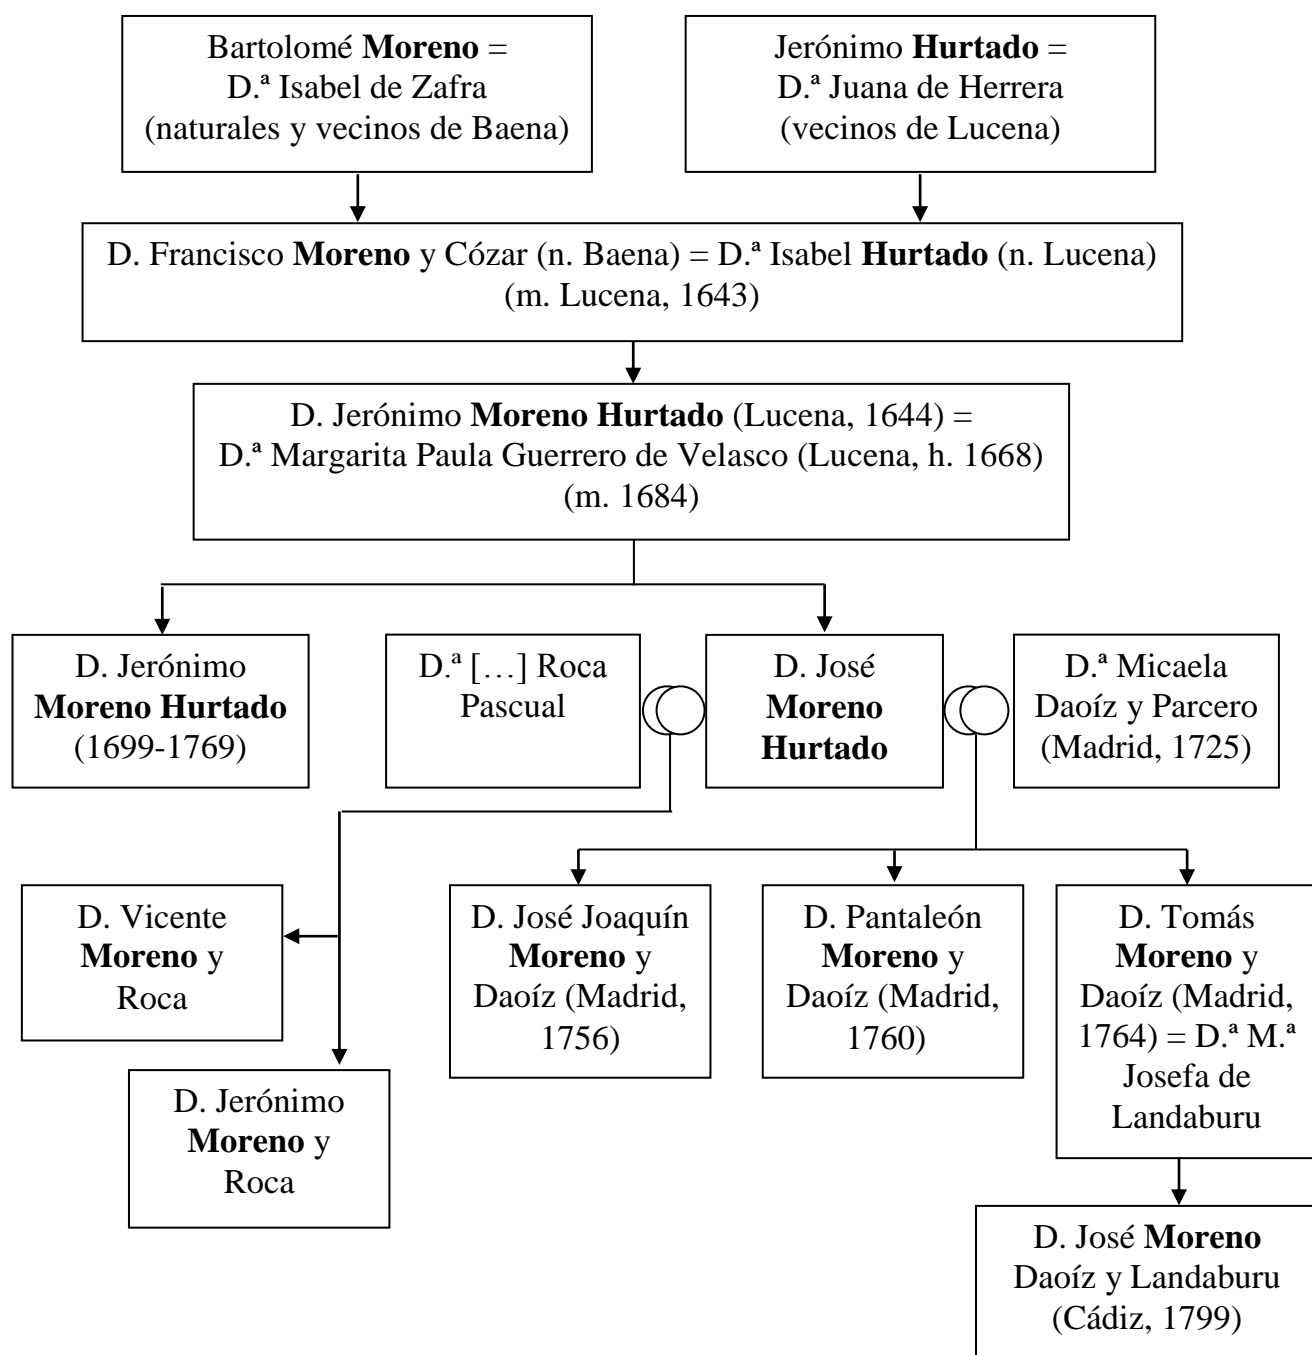 Bartolomé Moreno =
D.ª Isabel de Zafra
(naturales y vecinos de Baena)
Jerónimo Hurtado =
D.ª Juana de Herrera
(vecinos de Lucena)
D. Francisco Moreno y Cózar (n. Baena) = D.ª Isabel Hurtado (n. Lucena)
(m. Lucena, 1643)
D. Jerónimo Moreno Hurtado (Lucena, 1644) =
D.ª Margarita Paula Guerrero de Velasco (Lucena, h. 1668)
(m. 1684)
D. Jerónimo
Moreno Hurtado
(1699-1769)
D.ª […] Roca
Pascual
D. José
Moreno
Hurtado
D.ª Micaela
Daoíz y Parcero
(Madrid, 1725)
D. Vicente
Moreno y
Roca
D. Jerónimo
Moreno y
Roca
D. José Joaquín
Moreno y
Daoíz (Madrid,
1756)
D. Pantaleón
Moreno y
Daoíz (Madrid,
1760)
D. Tomás
Moreno y
Daoíz (Madrid,
1764) = D.ª M.ª
Josefa de
Landaburu
D. José Moreno
Daoíz y Landaburu
(Cádiz, 1799)